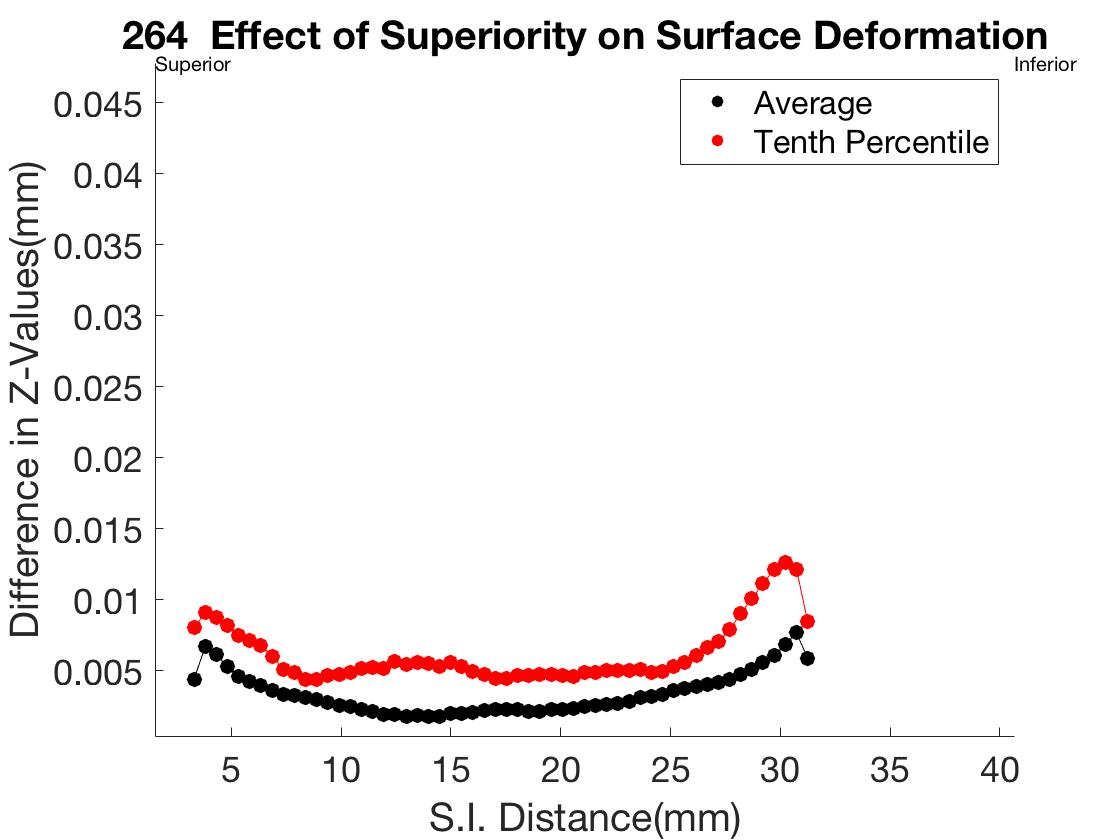 264  Effect of Superiority on Surface Deformation
Superior
Inferior
Average
Tenth Percentile
0.045
0.04
0.035
0.03
0.025
0.02
0.015
0.01
0.005
Difference in Z-Values(mm)
5 10 15 20 25 30 35 40
S.I. Distance(mm)